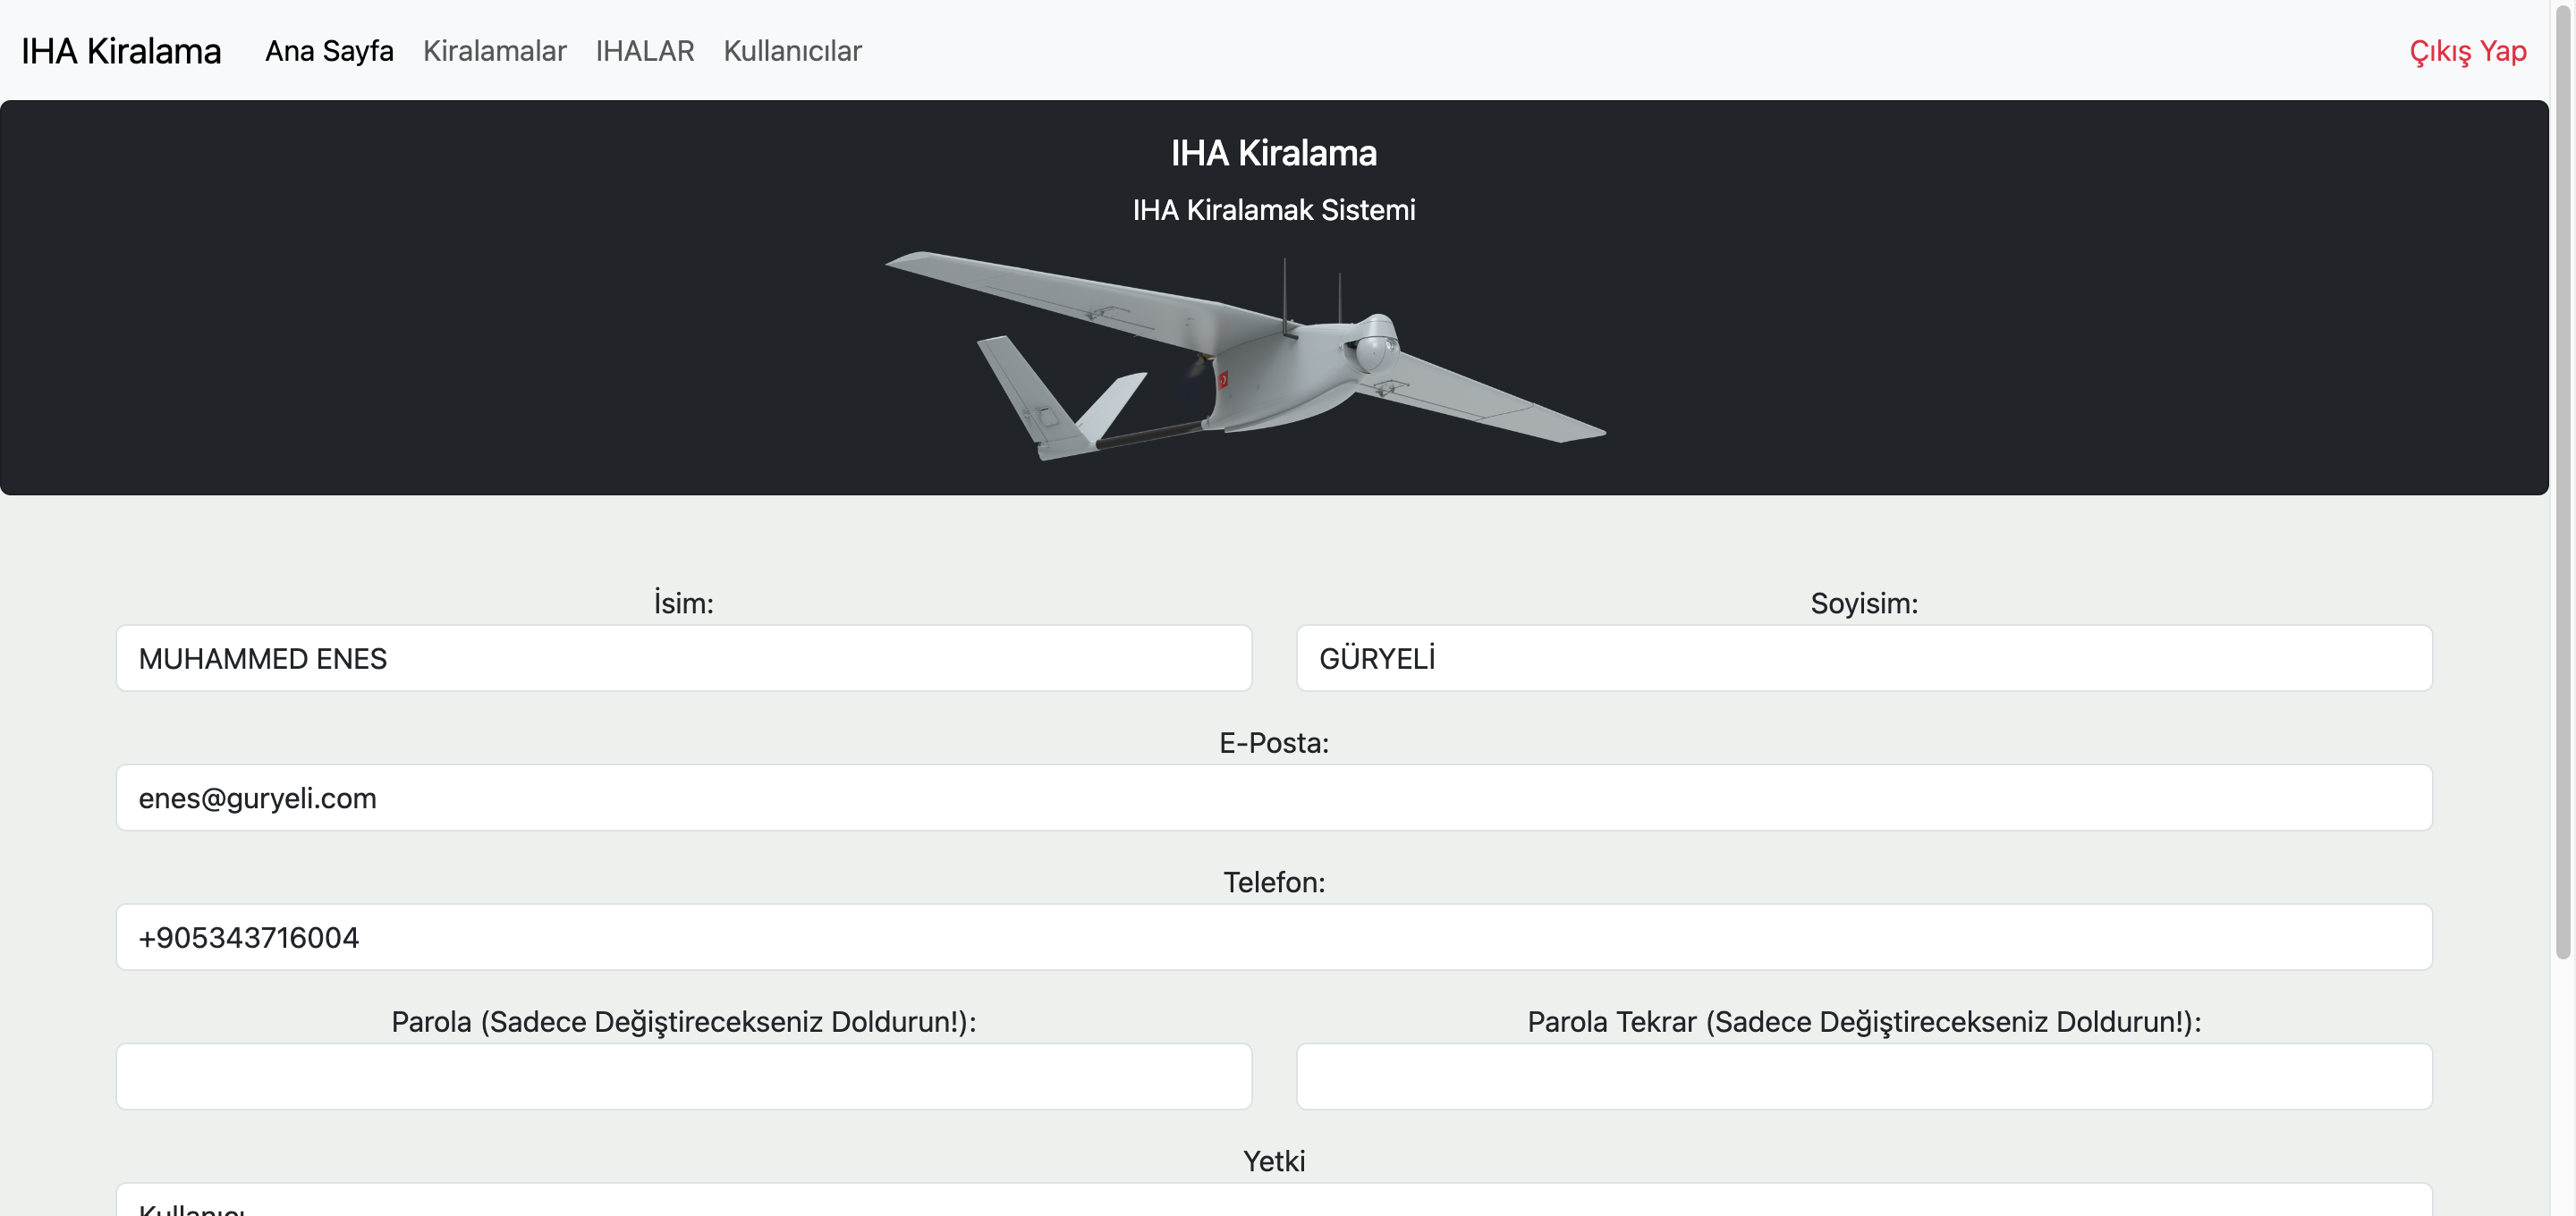 IHA Kiralama Ana Sayfa Kiralamalar IHALAR Kullanıcılar Çıkış Yap
IHA Kiralama
IHA Kiralamak Sistemi
İsim: Soyisim:
MUHAMMED ENES GÜRYELİ
E-Posta:
enes@guryeli.com
Telefon:
+905343716004
Parola (Sadece Değiştirecekseniz Doldurun!): Parola Tekrar (Sadece Değiştirecekseniz Doldurun!):
Yetki
Kullanıcı